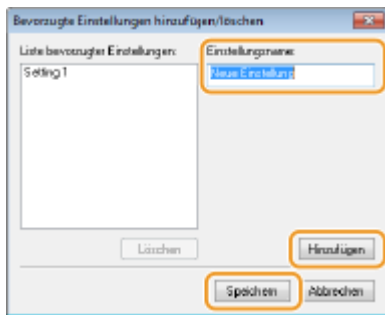 Bevorzugte Einstellungen hinzufügen/löschen
Liste bevorzugter Einstellungen:
Einstellungsname:
Setting 1
Neue Einstellung
Löschen
Hinzufügen
Speichern
Abbrechen